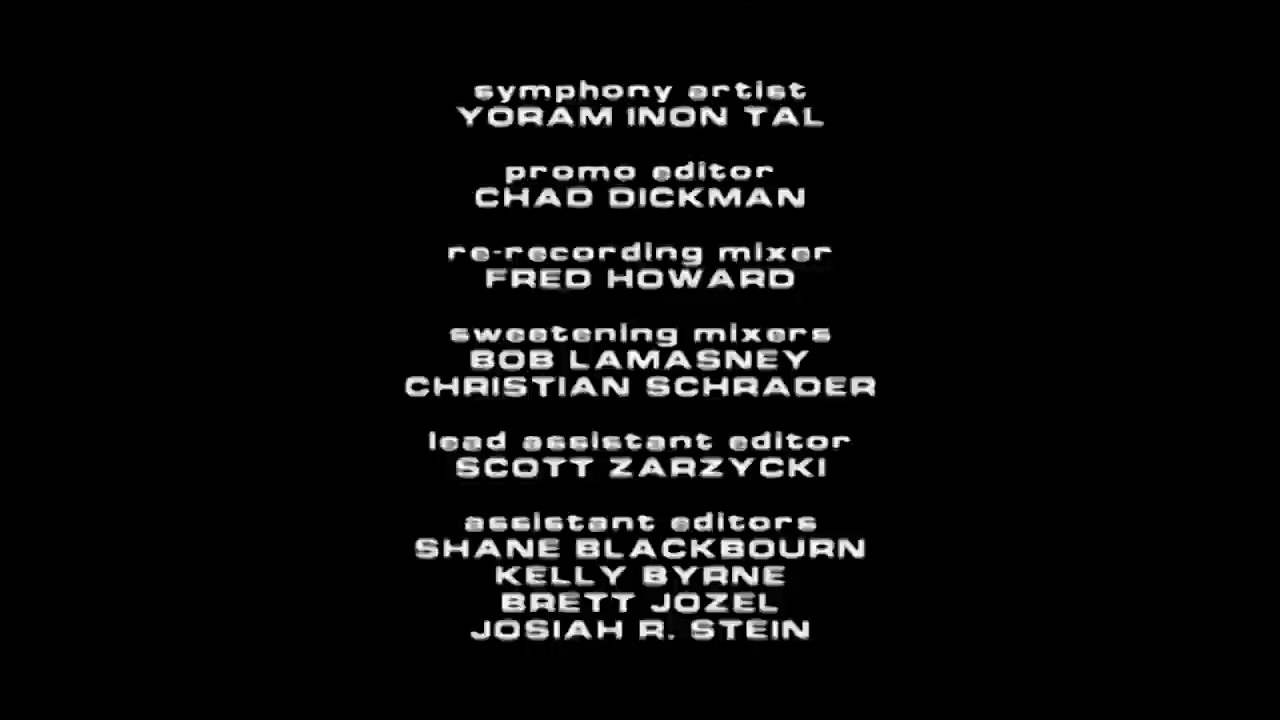 symphony artist
YORAM INON TAL
promo editor
CHAD DICKMAN
re-recording mixer
FRED HOWARD
sweetening mixers
BOB LAMASNEY
CHRISTIAN SCHRADER
lead assistant editor
SCOTT ZARZYCKI
assistant editors
SHANE BLACKBOURN
KELLY BYRNE
BRETT JOZEL
JOSIAH R. STEIN